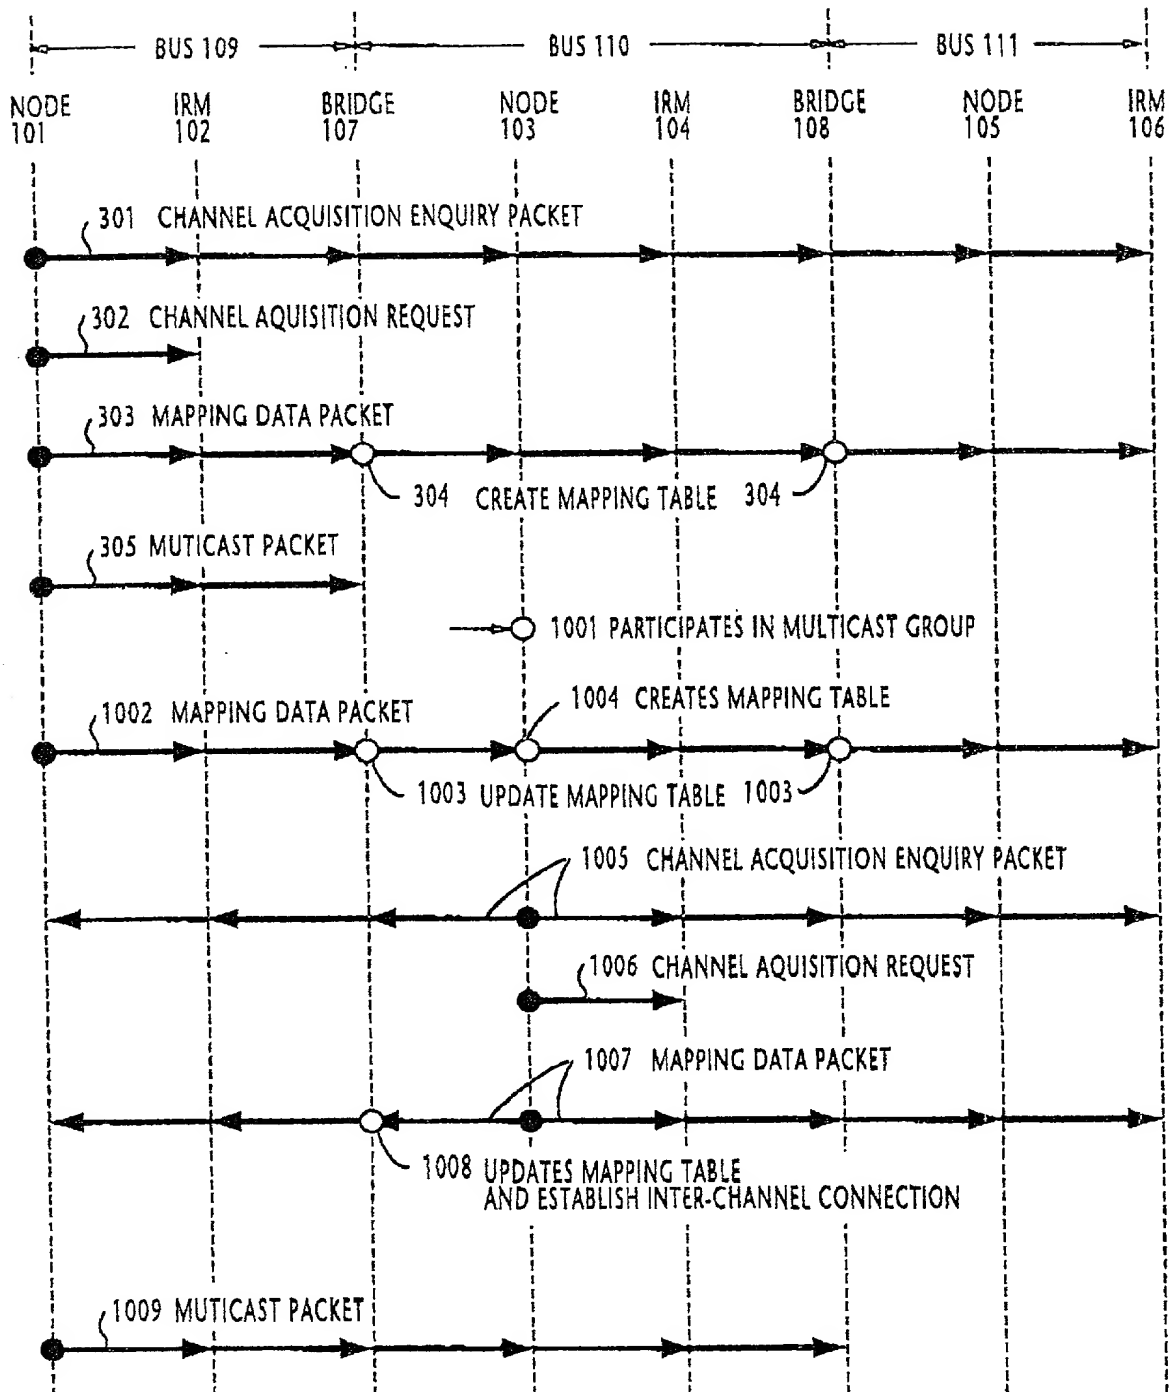 BUS 109 BUS 110 BUS 111
NODE IRM BRIDGE NODE IRM BRIDGE NODE IRM
101 102 107 103 104 108 105 106
301 CHANNEL ACQUISITION ENQUIRY PACKET
302 CHANNEL AQUISITION REQUEST
303 MAPPING DATA PACKET
304 CREATE MAPPING TABLE 304
305 MUTICAST PACKET
1001 PARTICIPATES IN MULTICAST GROUP
1004 CREATES MAPPING TABLE
1002 MAPPING DATA PACKET
1003 UPDATE MAPPING TABLE 1003
1005 CHANNEL ACQUISITION ENQUIRY PACKET
1006 CHANNEL AQUISITION REQUEST
1007 MAPPING DATA PACKET
1008 UPDATES MAPPING TABLE
AND ESTABLISH INTER-CHANNEL CONNECTION
1009 MUTICAST PACKET